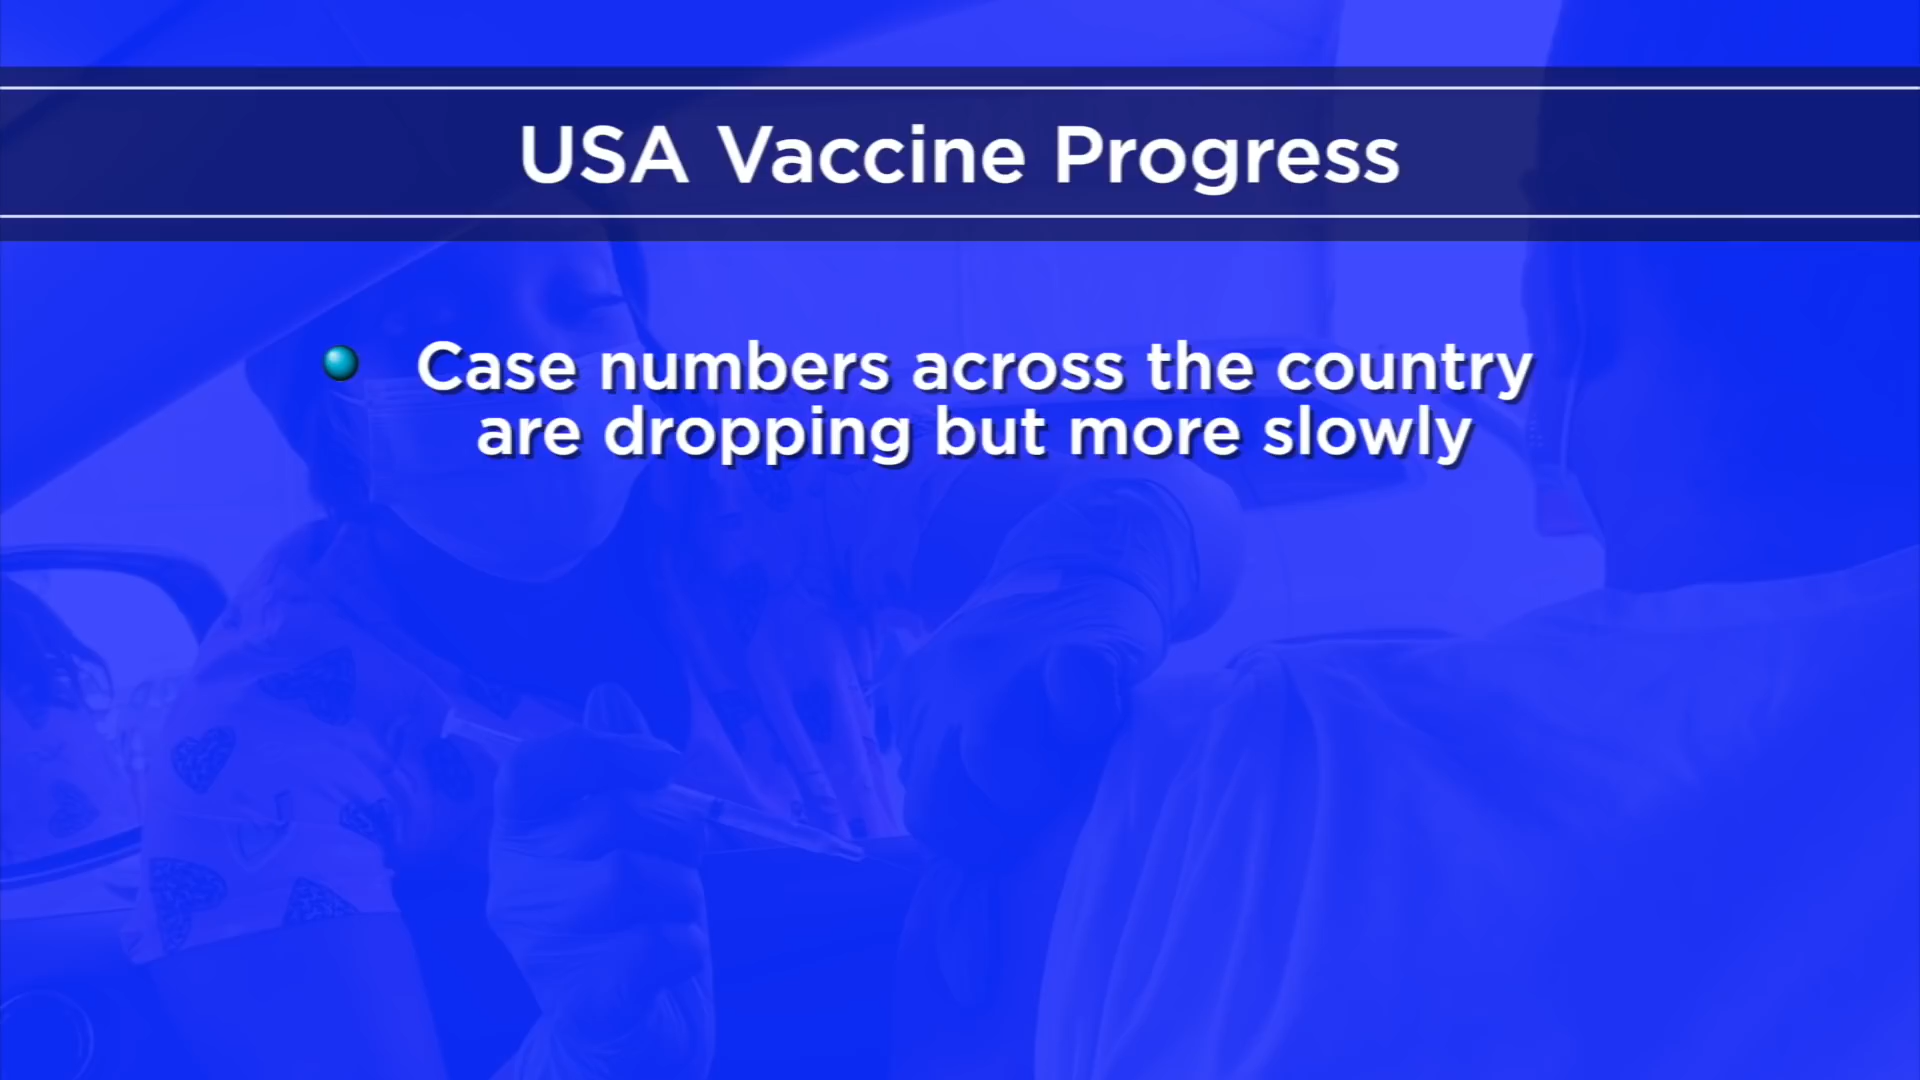 USA Vaccine Progress
Case numbers across the country
are dropping but more slowly